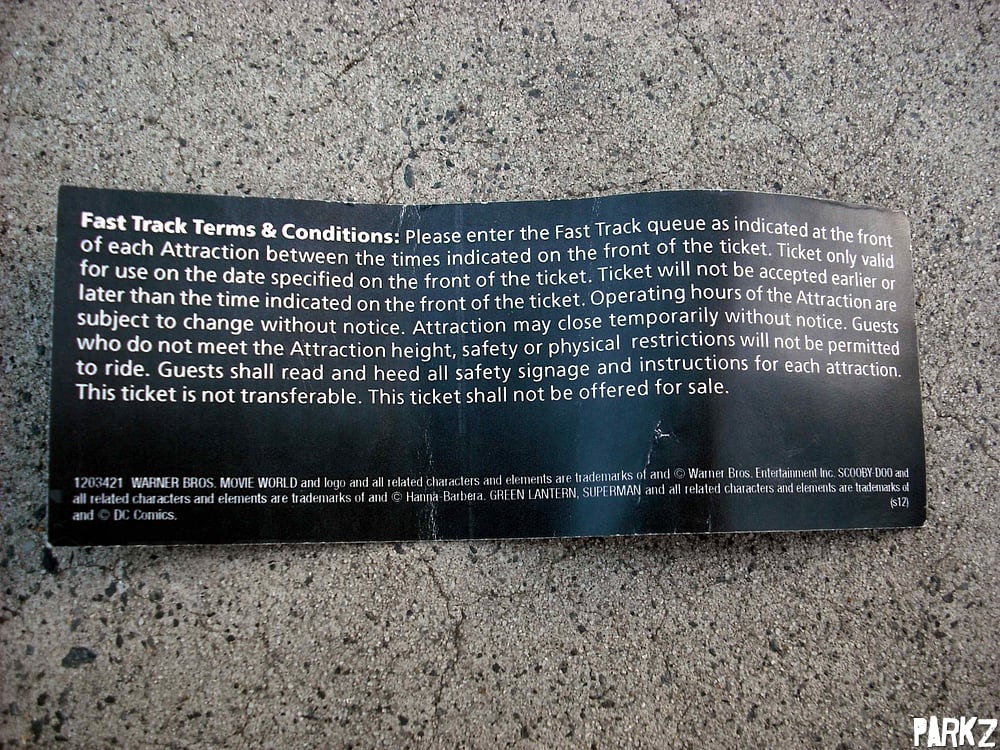 Fast Track Terms & Conditions: Please enter the Fast Track queue as indicated at the front
of each Attraction between the times indicated on the front of the ticket. Ticket only valid
for use on the date specified on the front of the ticket. Ticket will not be accepted earlier or
later than the time indicated on the front of the ticket. Operating hours of the Attraction are
subject to change without notice. Attraction may close temporarily without notice. Guests
who do not meet the Attraction height, safety or physical restrictions will not be permitted
to ride. Guests shall read and heed all safety signage and instructions for each attraction.
This ticket is not transferable. This ticket shall not be offered for sale.
1203421 WARNER BROS. MOVIE WORLD and logo and all related characters and elements are trademarks of and © Warner Bros. Entertainment Inc. SCOOBY-DOO and
all related characters and elements are trademarks of and © Hanna-Barbera. GREEN LANTERN, SUPERMAN and all related characters and elements are trademarks of
and © DC Comics.
(s12)
PARKZ